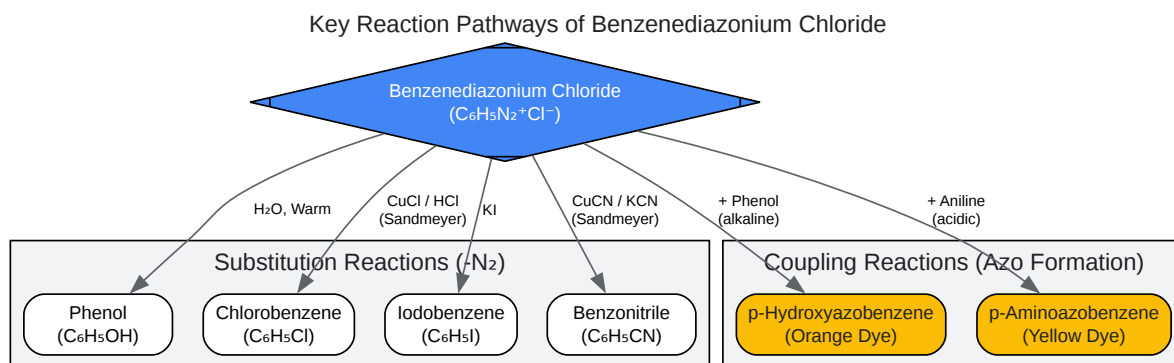 Key Reaction Pathways of Benzenediazonium Chloride
Benzenediazonium Chloride
(C₆H₅N₂⁺Cl⁻)
H₂O, Warm
CuCl / HCl
(Sandmeyer)
KI
CuCN / KCN
(Sandmeyer)
+ Phenol
(alkaline)
+ Aniline
(acidic)
Substitution Reactions (-N₂)
Phenol
(C₆H₅OH)
Chlorobenzene
(C₆H₅Cl)
Iodobenzene
(C₆H₅I)
Benzonitrile
(C₆H₅CN)
Coupling Reactions (Azo Formation)
p-Hydroxyazobenzene
(Orange Dye)
p-Aminoazobenzene
(Yellow Dye)